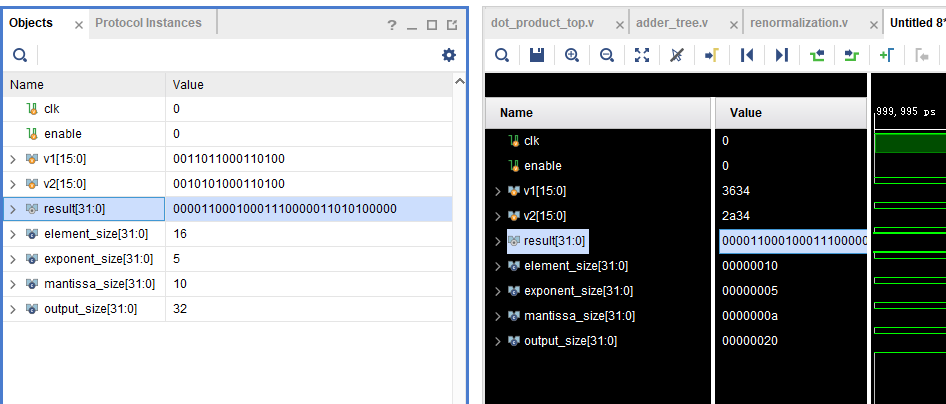 Objects
Protocol Instances
Name Value
clk 0
enable 0
v1[15:0] 0011011000110100
v2[15:0] 0010101000110100
result[31:0] 00001100010001110000011010100000
element_size[31:0] 16
exponent_size[31:0] 5
mantissa_size[31:0] 10
output_size[31:0] 32
dot_product_top.v
adder_tree.v
renormalization.v
Untitled 8*
Name Value
,999,995 ps
clk 0
enable 0
v1[15:0] 3634
v2[15:0] 2a34
result[31:0] 000011000100011100000
element_size[31:0] 00000010
exponent_size[31:0] 00000005
mantissa_size[31:0] 0000000a
output_size[31:0] 00000020